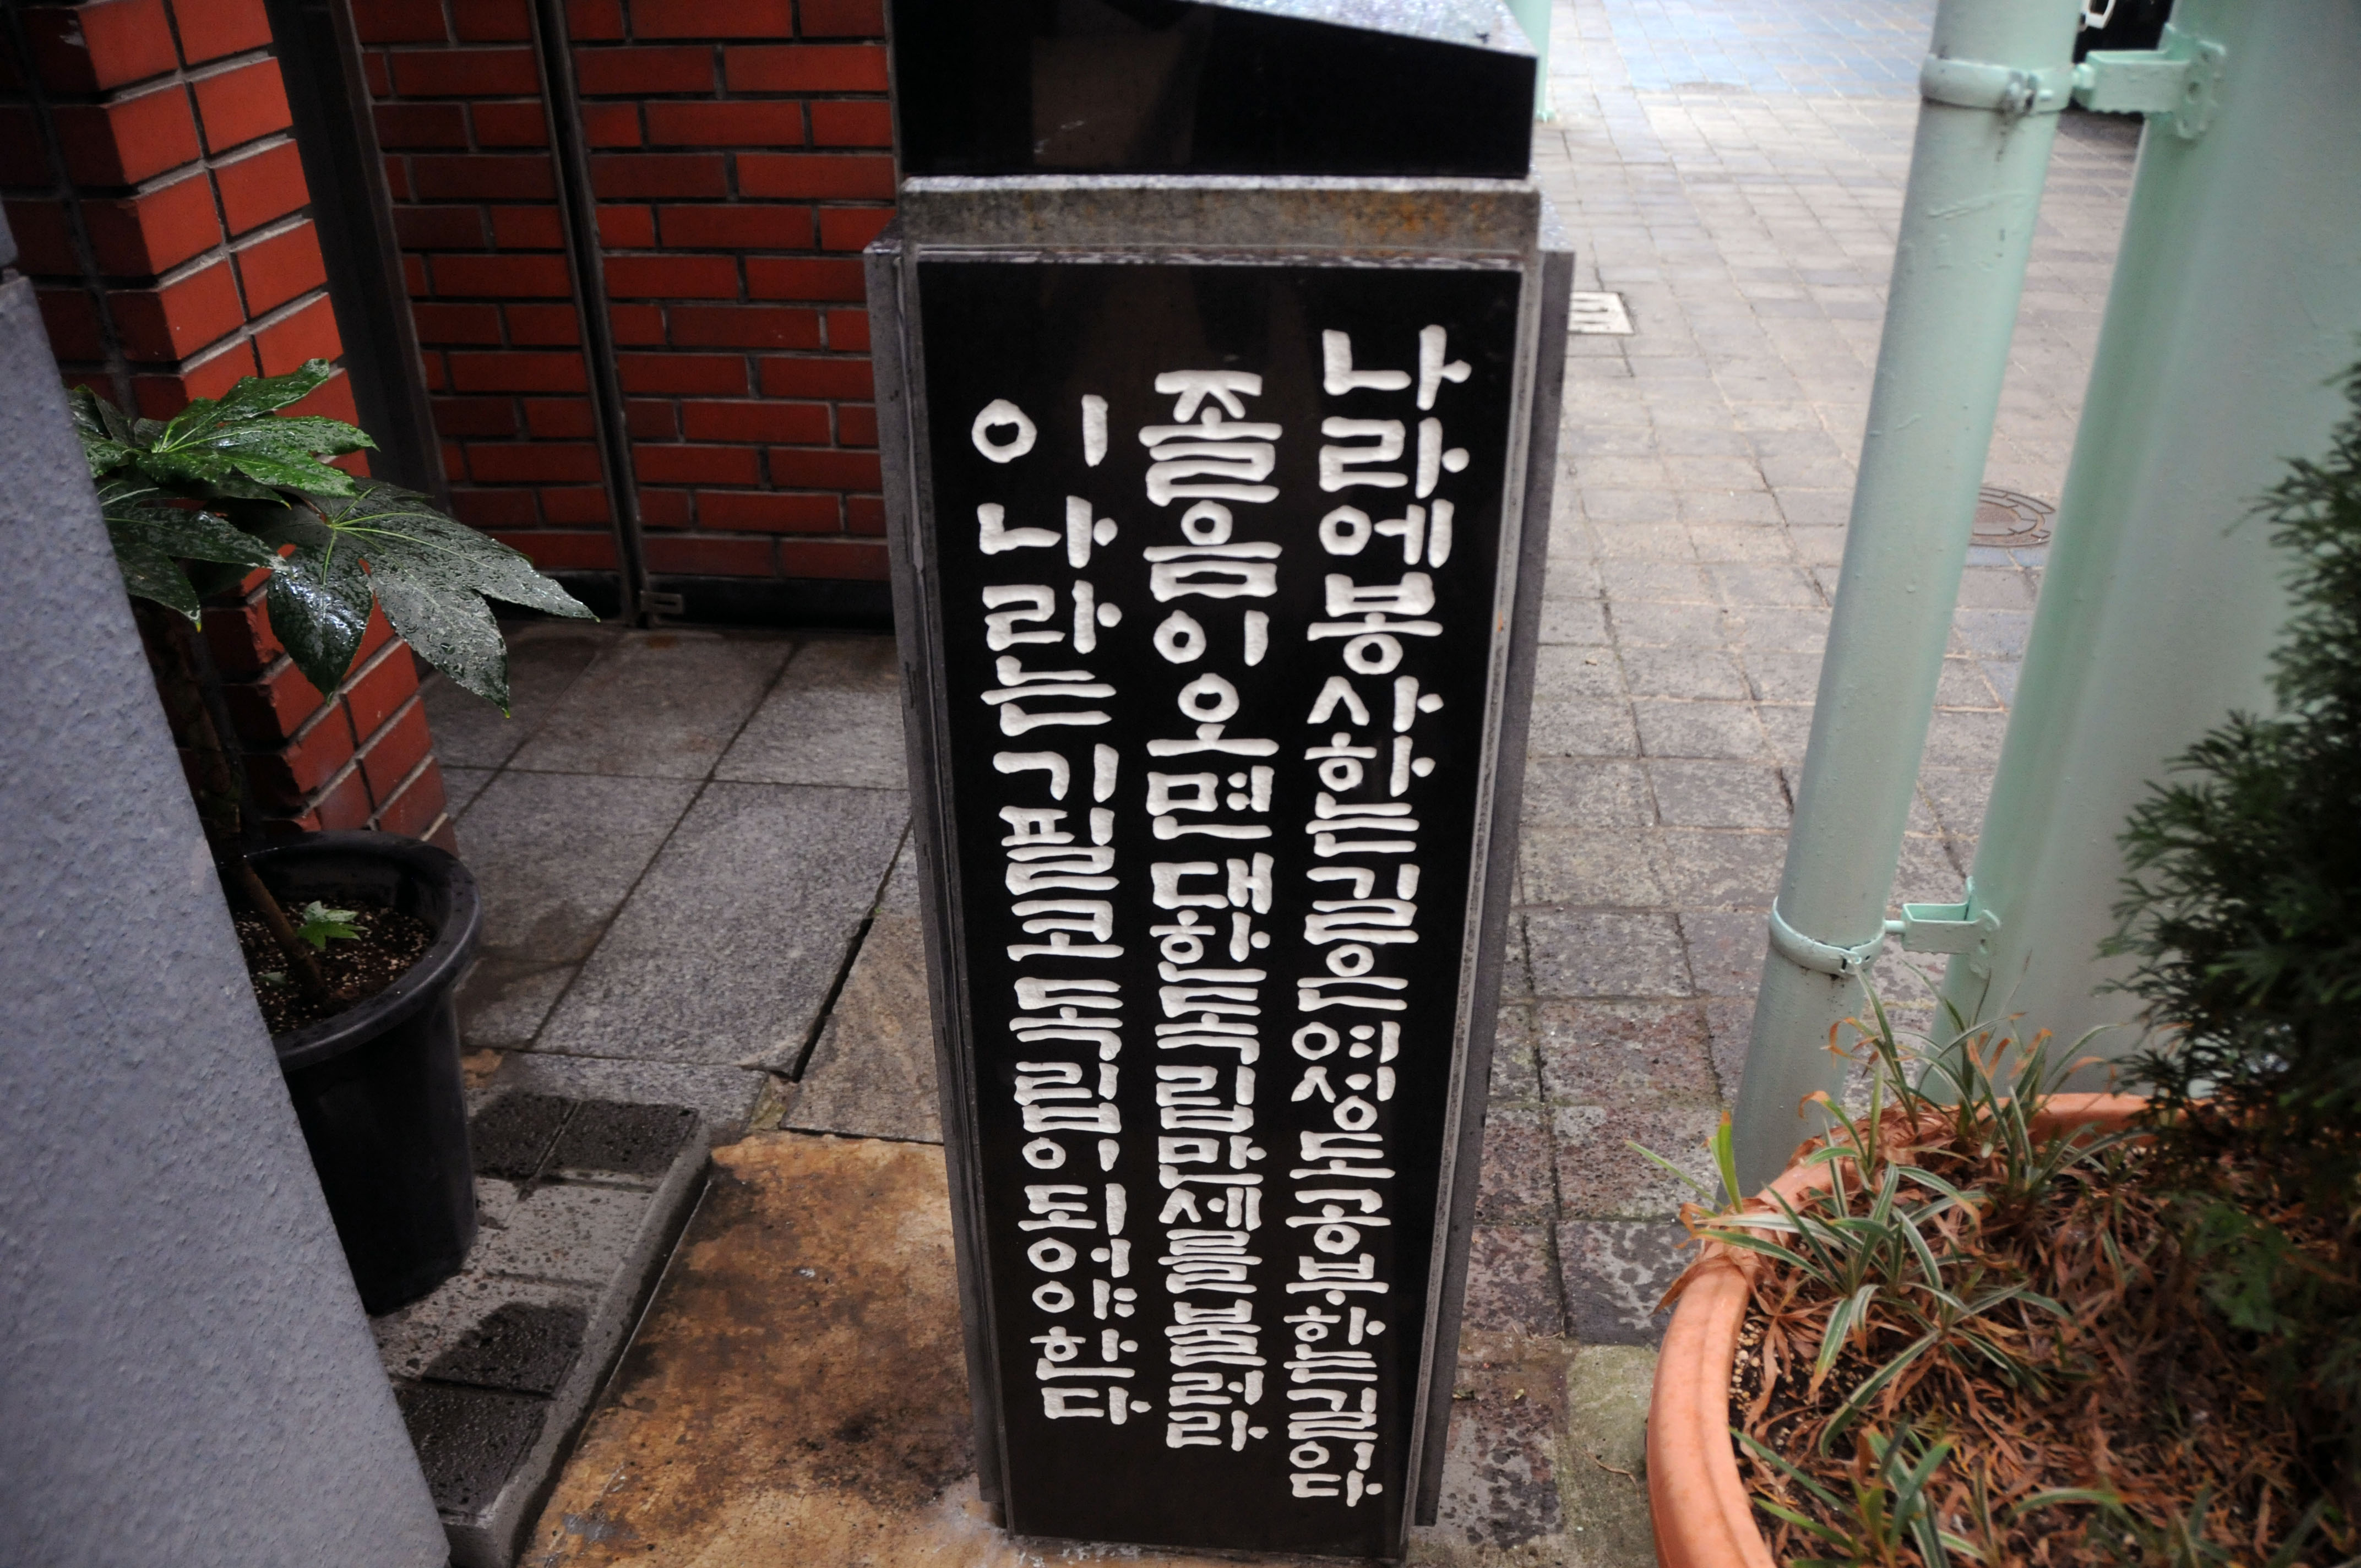 나라에봉사하는길은여성도공부하는길이다
졸음이오면대한독립만세를불러라
이나라는기필코독립이되어야한다